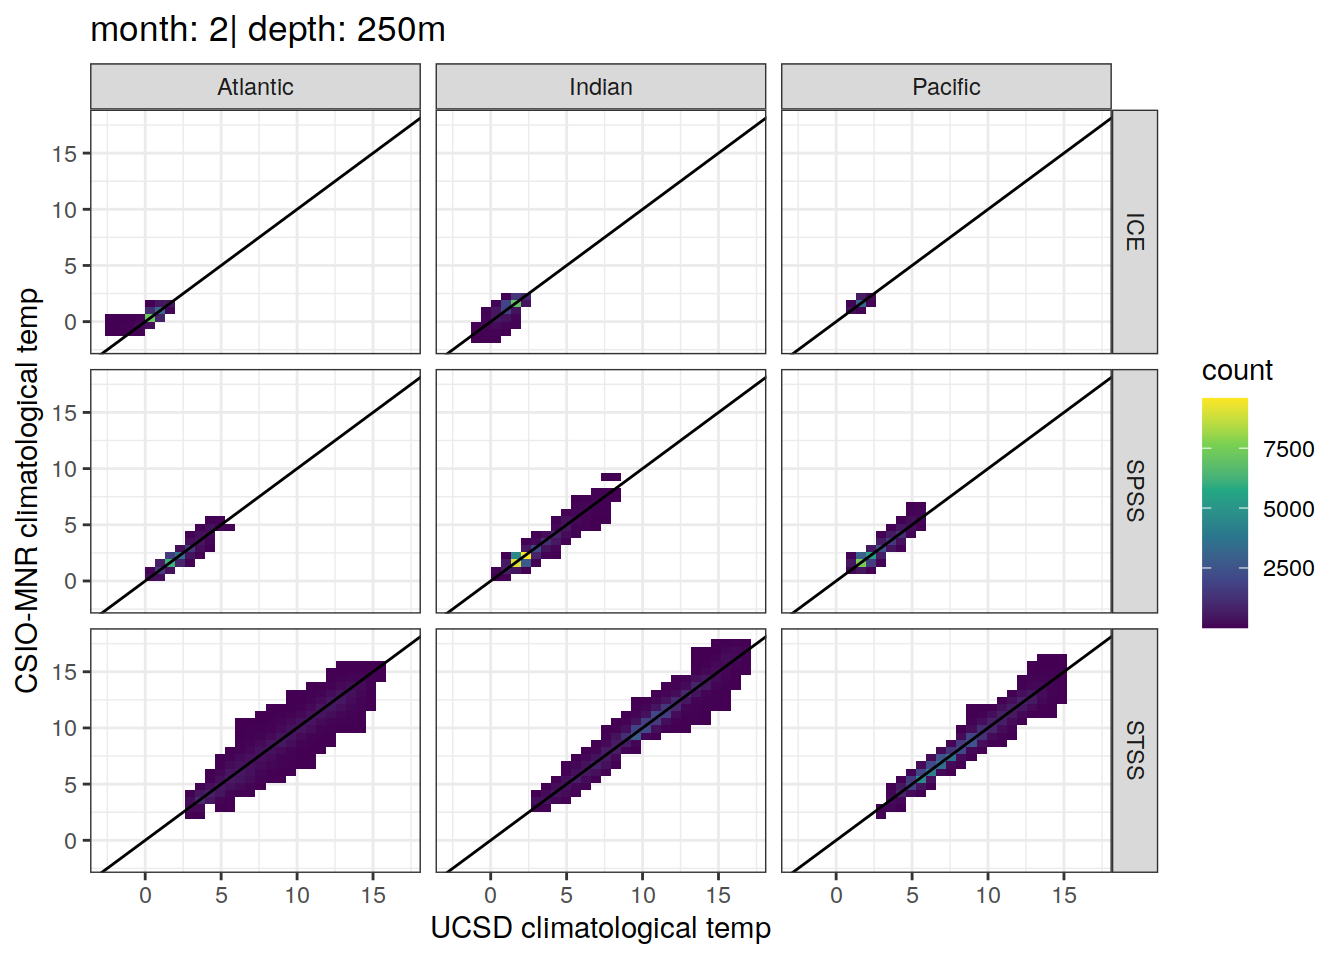 month: 2| depth: 250m
Atlantic
Indian
Pacific
15
10
5
0
ICE
15
10
5
0
SPSS
15
10
5
0
STSS
0 5 10 15
0 5 10 15
0 5 10 15
UCSD climatological temp
CSIO-MNR climatological temp
count
7500
5000
2500